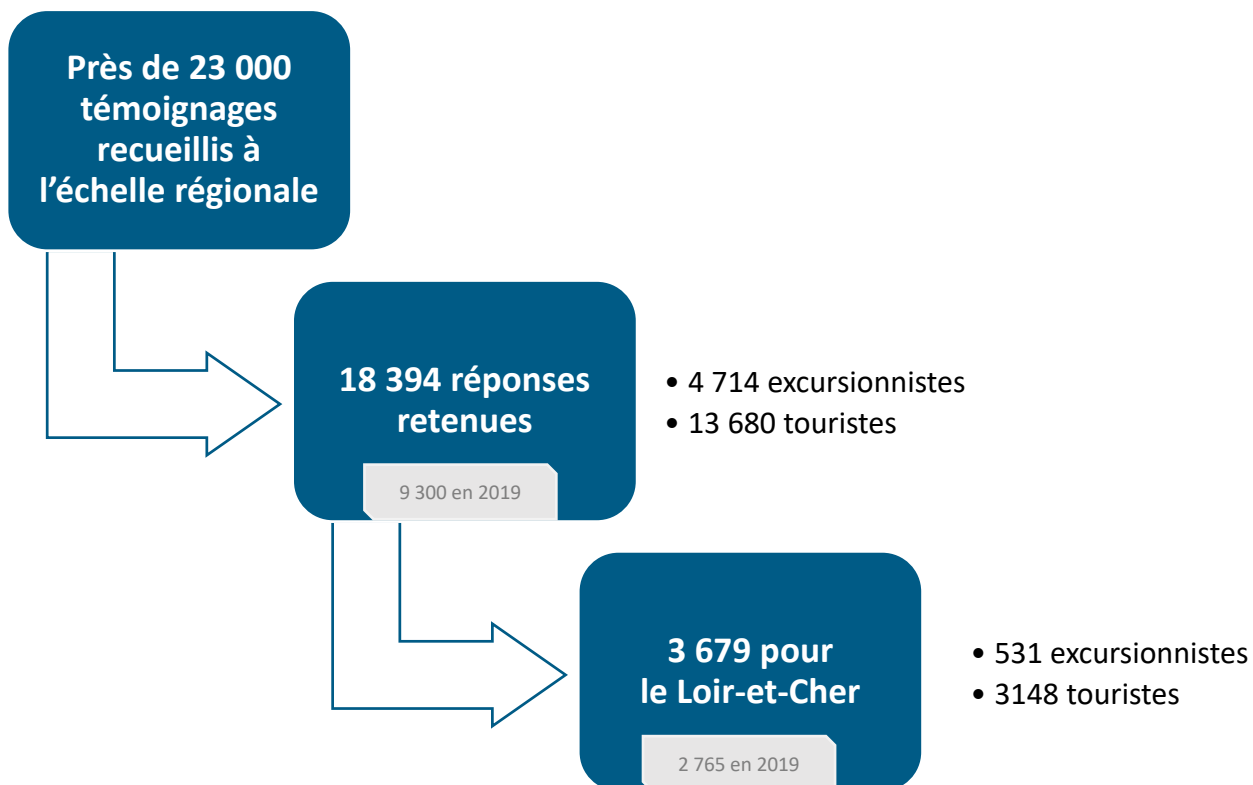 Près de 23 000
témoignages
recueillis à
l’échelle régionale
18 394 réponses
retenues
9 300 en 2019
• 4 714 excursionnistes
• 13 680 touristes
3 679 pour
le Loir-et-Cher
2 765 en 2019
• 531 excursionnistes
• 3148 touristes